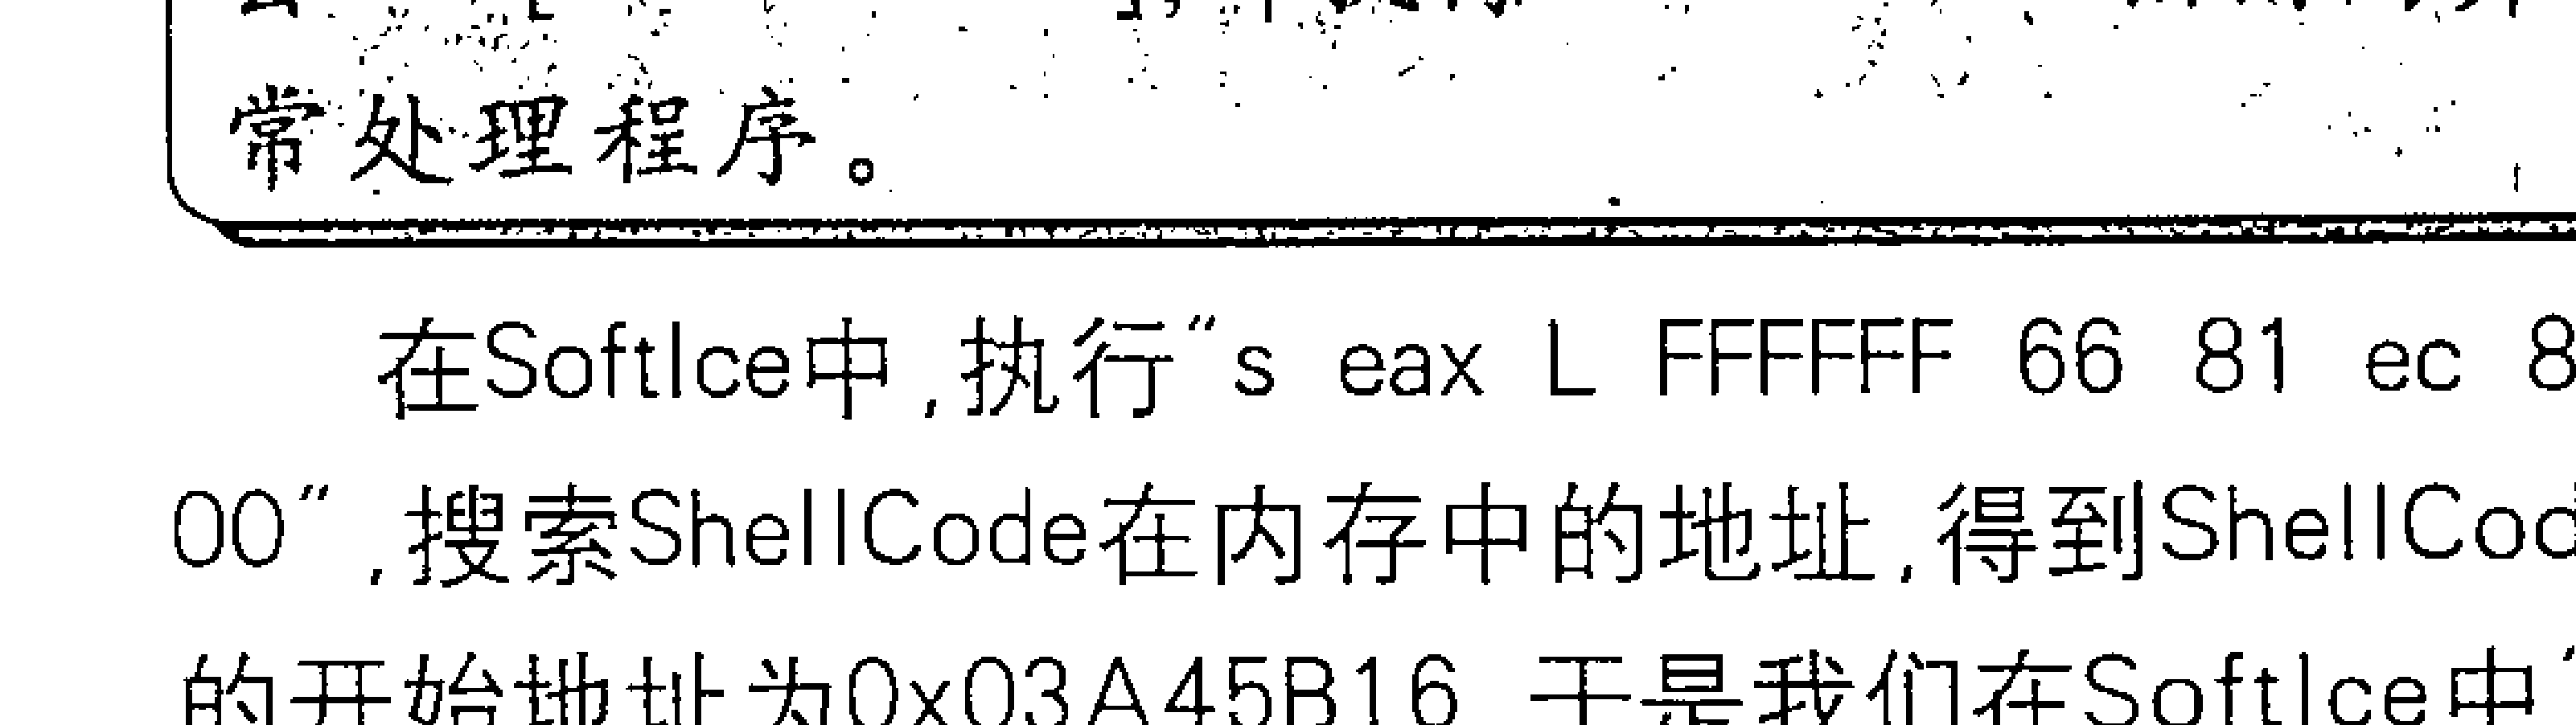 常处理程序。
在SoftIce中,执行“s eax L FFFFFF 66 81 ec 8
00”,搜索ShellCode在内存中的地址,得到ShellCod
的开始地址为0x03A45B16 于是我们在SoftIce中“